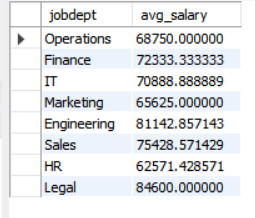 jobdept avg_salary
Operations 68750.000000
Finance 72333.333333
IT 70888.888889
Marketing 65625.000000
Engineering 81142.857143
Sales 75428.571429
HR 62571.428571
Legal 84600.000000